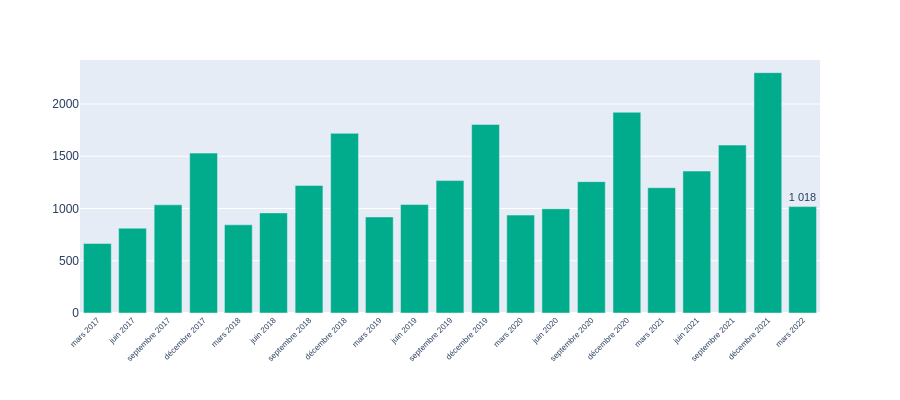 2000
1500
1000
500
0
1 018
mars 2017
juin 2017
septembre 2017
décembre 2017
mars 2018
juin 2018
septembre 2018
décembre 2018
mars 2019
juin 2019
septembre 2019
décembre 2019
mars 2020
juin 2020
septembre 2020
décembre 2020
mars 2021
juin 2021
septembre 2021
décembre 2021
mars 2022